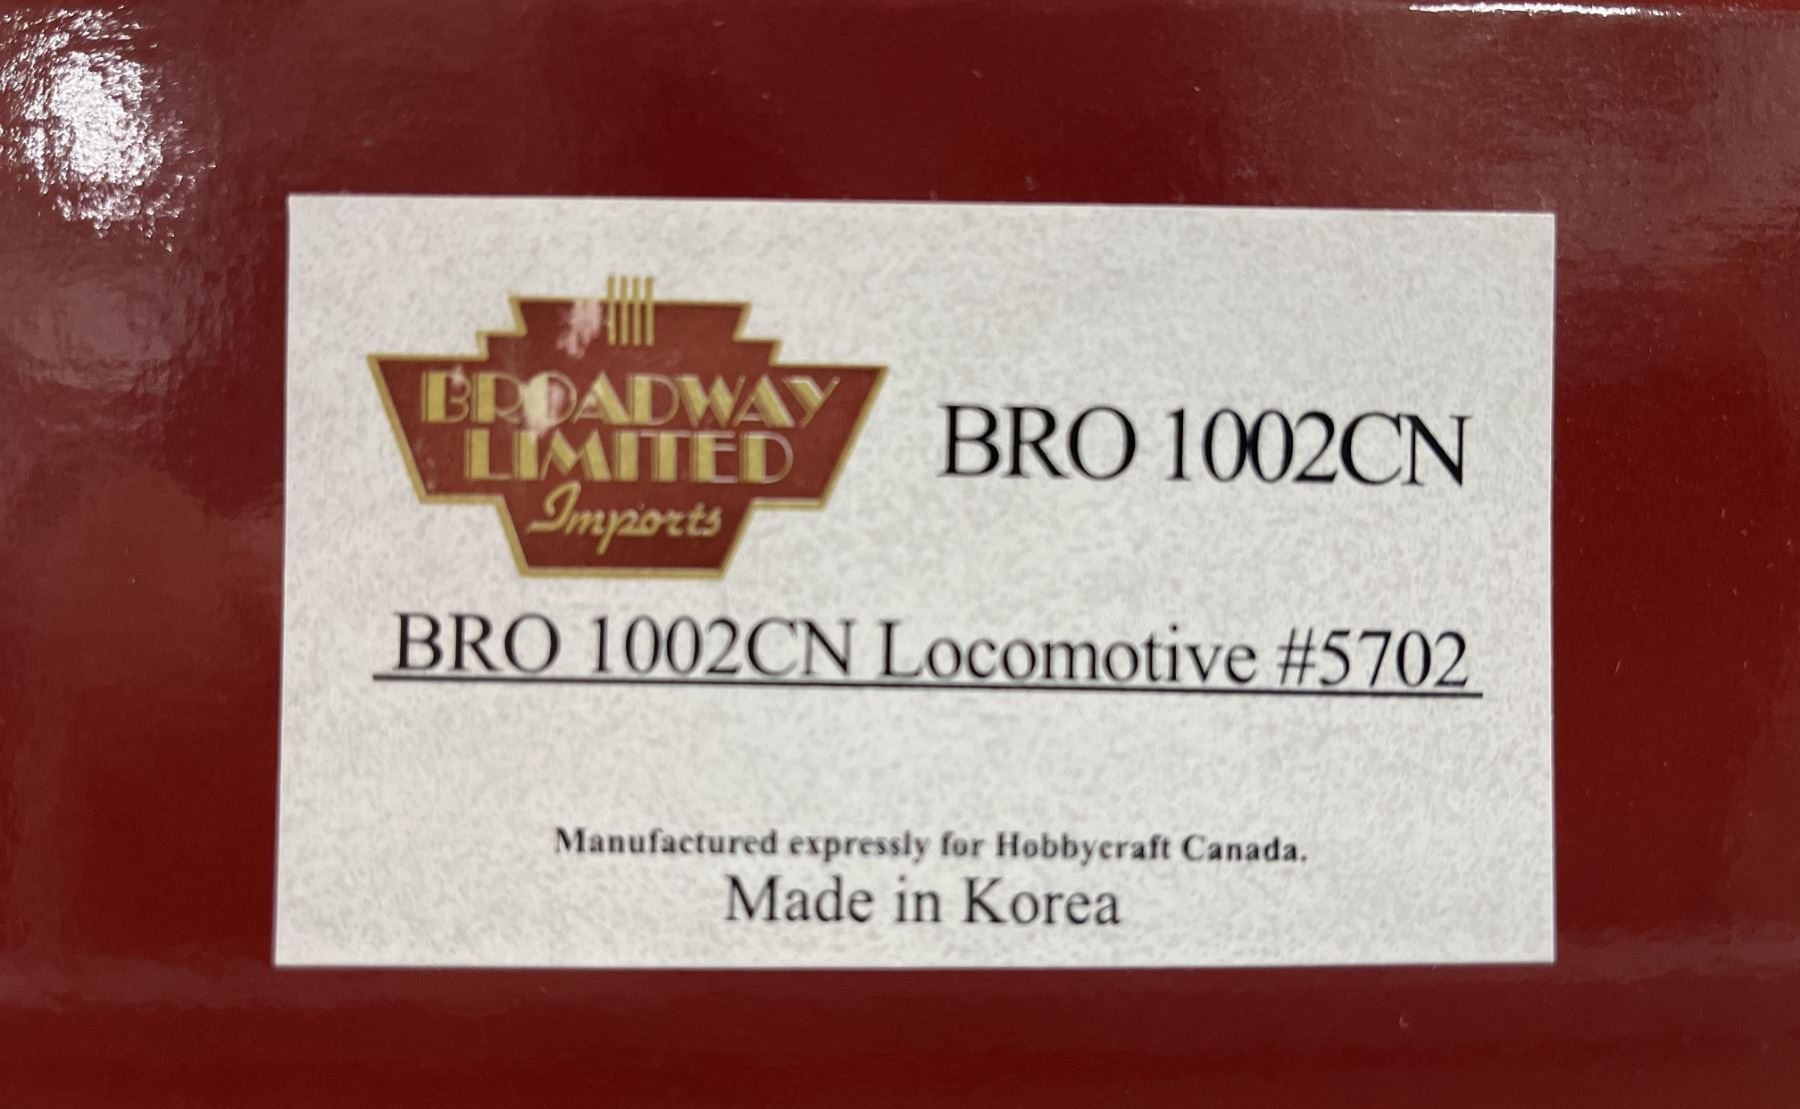 BROADWAY
LIMITED
Imports
BRO 1002CN
BRO 1002CN Locomotive #5702
Manufactured expressly for Hobbycraft Canada.
Made in Korea